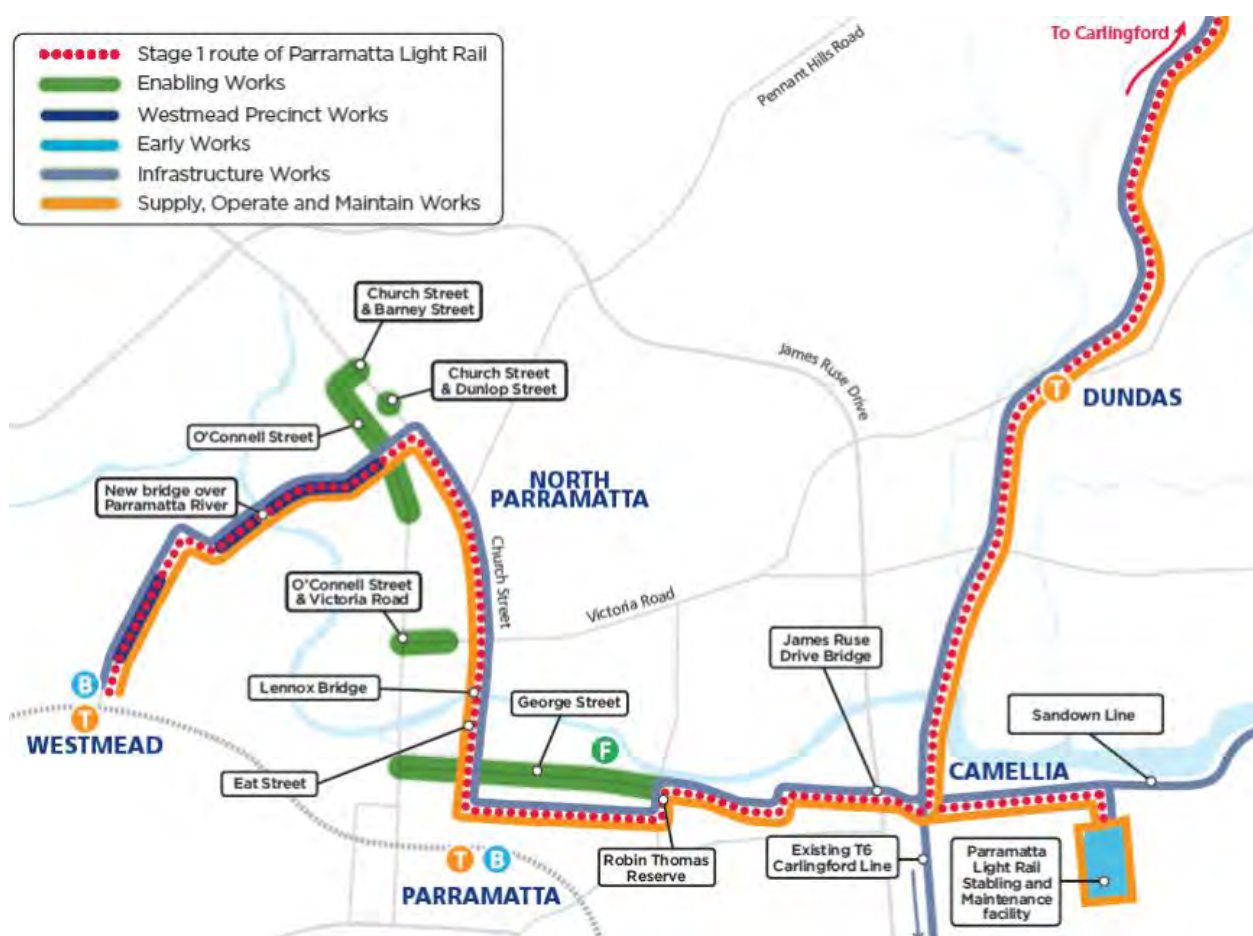 Stage 1 route of Parramatta Light Rail
Enabling Works
Westmead Precinct Works
Early Works
Infrastructure Works
Supply, Operate and Maintain Works
To Carlingford
Pennant Hills Road
Church Street
& Barney Street
James Ruse Drive
Church Street
& Dunlop Street
T
DUNDAS
O'Connell Street
NORTH
PARRAMATTA
New bridge over
Parramatta River
Church Street
O'Connell Street
& Victoria Road
Victoria Road
James Ruse
Drive Bridge
B
Lennox Bridge
George Street
Sandown Line
T
WESTMEAD
F
Eat Street
CAMELLIA
T B
PARRAMATTA
Robin Thomas
Reserve
Existing T6
Carlingford Line
Parramatta
Light Rail
Stabling and
Maintenance
facility